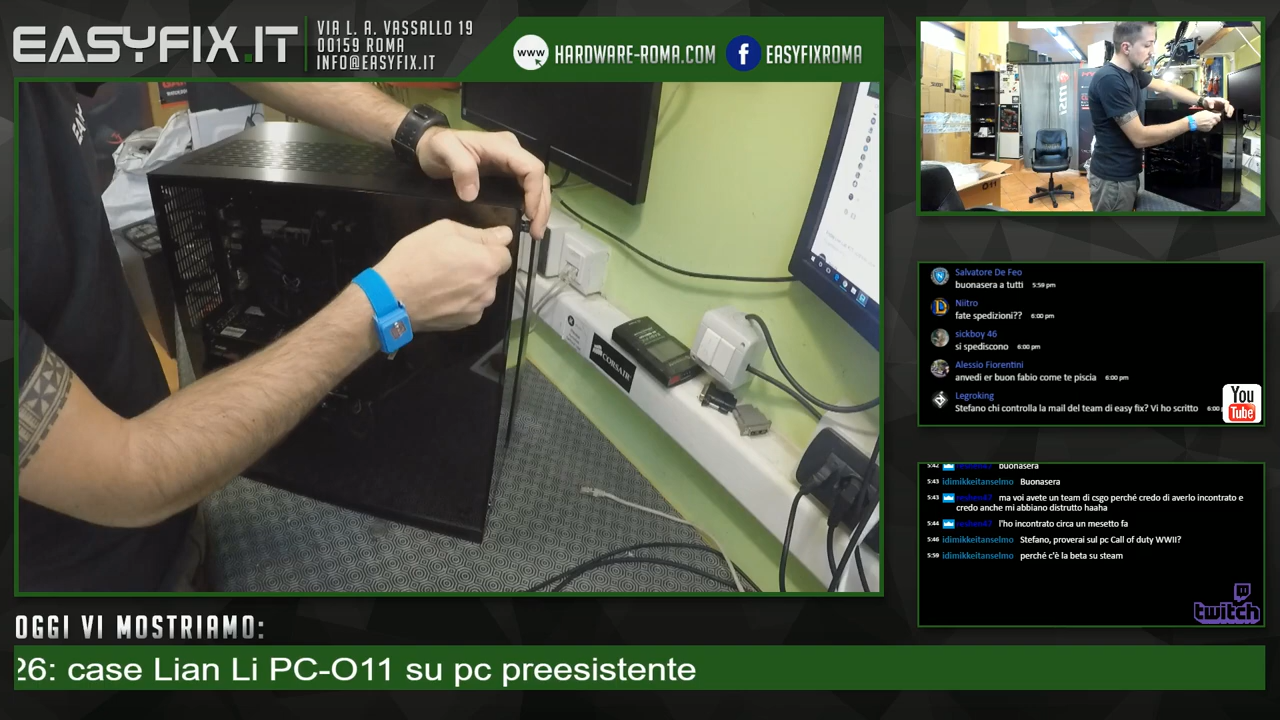 EASYFIX.IT
VIA L. A. VASSALLO 19
00159 ROMA
INFO@EASYFIX.IT
WWW
HARDWARE-ROMA.COM
f
EASYFIXROMA
CORSAIR
msi
Salvatore De Feo
buonasera a tutti 5:59 pm
Niitro
fate spedizioni?? 6:00 pm
sickboy 46
si spediscono 6:00 pm
Alessio Fiorentini
anvedi er buon fabio come te piscia 6:00 pm
Legroking
Stefano chi controlla la mail del team di easy fix? Vi ho scritto 6:00
You
Tube
5:42 buonasera
5:43 idimikkeitanselmo Buonasera
5:43 ma voi avete un team di csgo perché credo di averlo incontrato e
credo anche mi abbiano distrutto haaha
5:44 l'ho incontrato circa un mesetto fa
5:46 idimikkeitanselmo Stefano, proverai sul pc Call of duty WWII?
5:59 idimikkeitanselmo perché c'è la beta su steam
twitch
OGGI VI MOSTRIAMO:
26: case Lian Li PC-O11 su pc preesistente